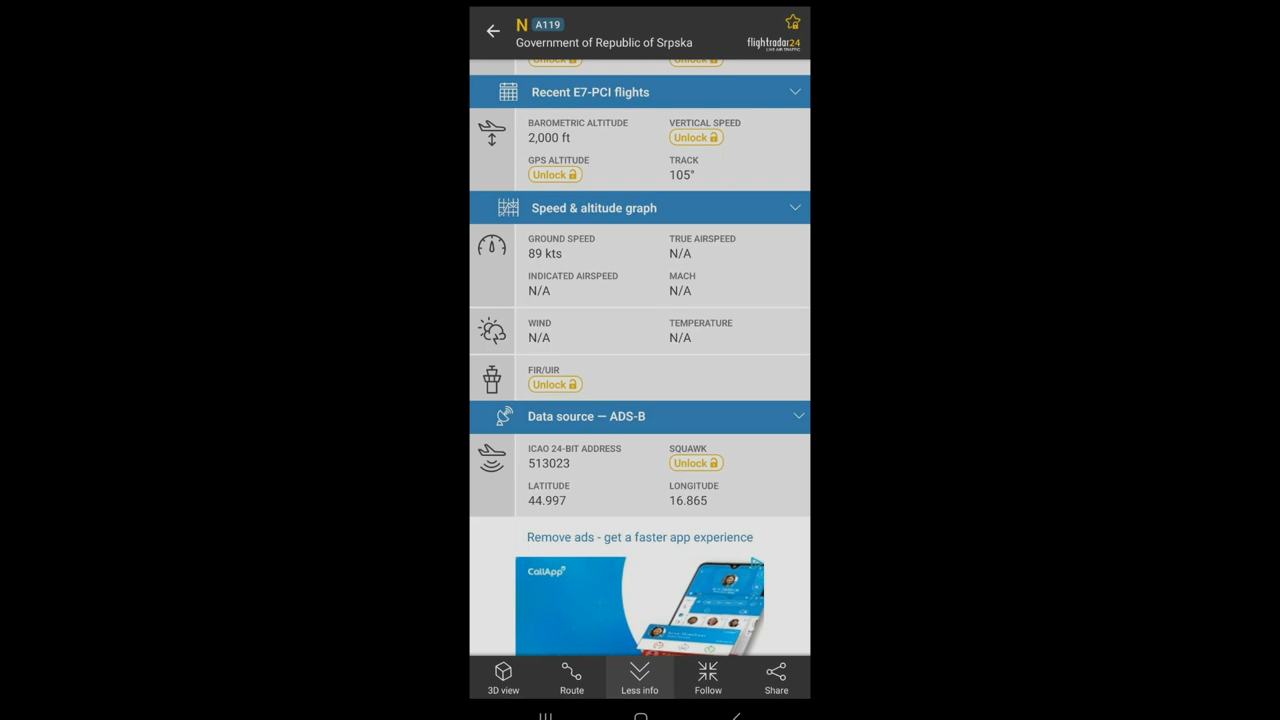 N A119
Government of Republic of Srpska
flightradar24
LIVE AIR TRAFFIC
Unlock Unlock
Recent E7-PCI flights
BAROMETRIC ALTITUDE VERTICAL SPEED
2,000 ft Unlock
GPS ALTITUDE TRACK
Unlock 105°
Speed & altitude graph
GROUND SPEED TRUE AIRSPEED
89 kts N/A
INDICATED AIRSPEED MACH
N/A N/A
WIND TEMPERATURE
N/A N/A
FIR/UIR
Unlock
Data source — ADS-B
ICAO 24-BIT ADDRESS SQUAWK
513023 Unlock
LATITUDE LONGITUDE
44.997 16.865
Remove ads - get a faster app experience
CallApp
3D view Route Less info Follow Share